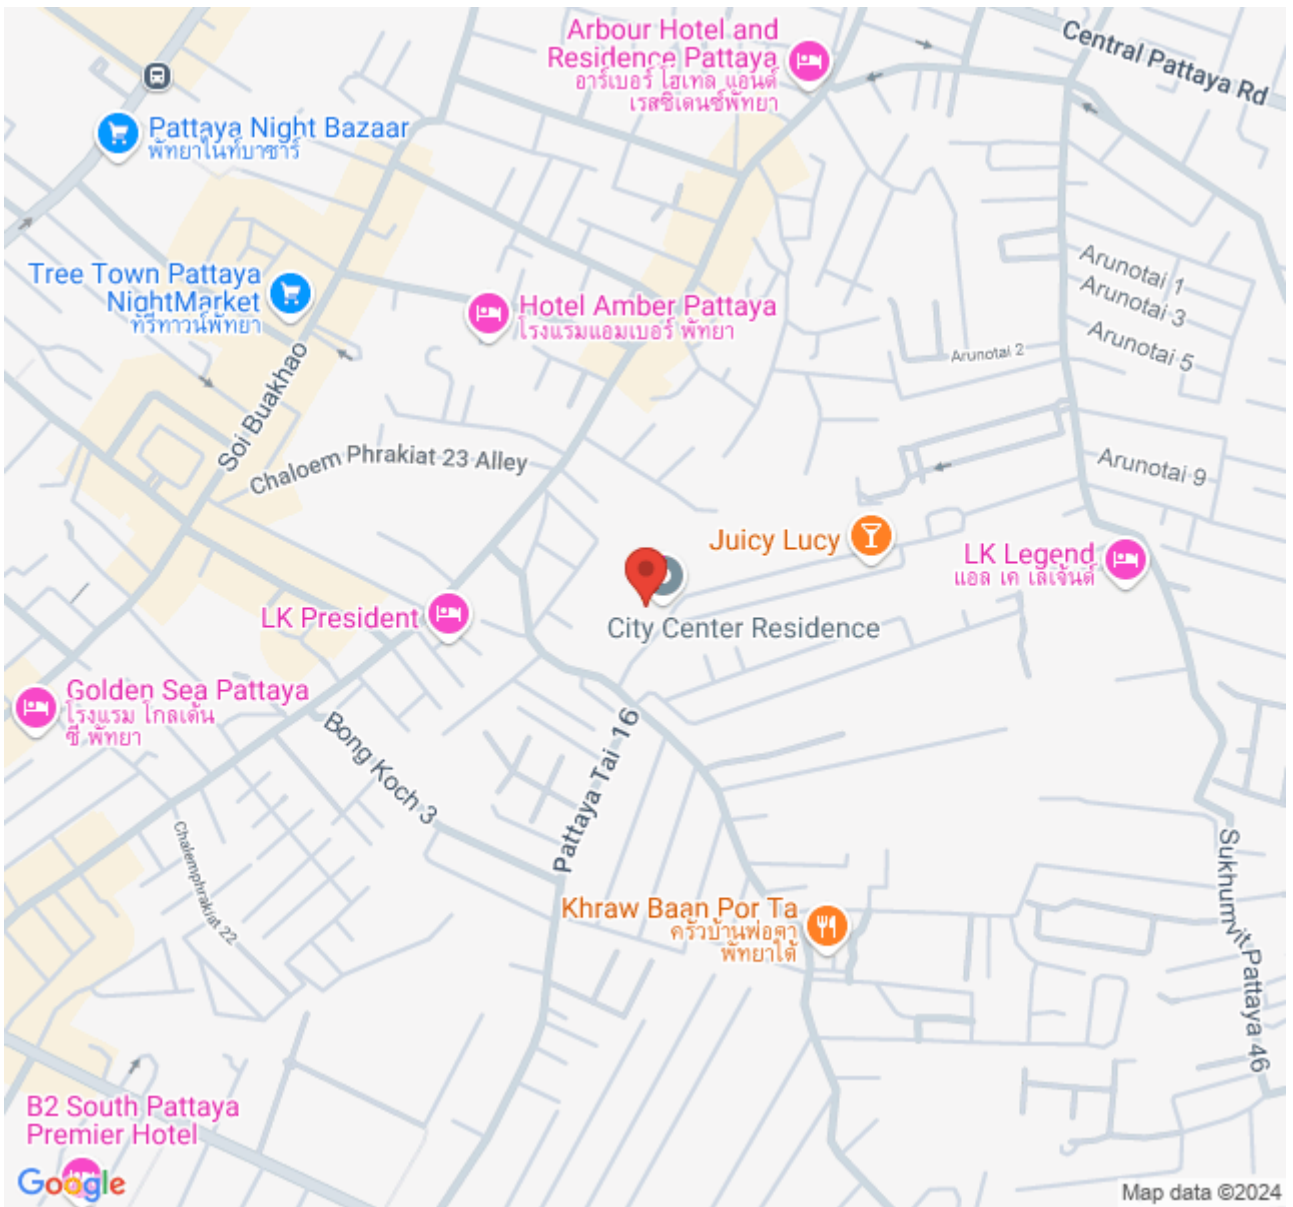 Arbour Hotel and
Residence Pattaya
อาร์เบอร์ โฮเทล แอนด์
เรสซิเดนซ์พัทยา
Central Pattaya Rd
Pattaya Night Bazaar
พัทยาไนท์บาซาร์
Tree Town Pattaya
NightMarket
ทรีทาวน์พัทยา
Hotel Amber Pattaya
โรงแรมแอมเบอร์ พัทยา
Arunotai 1
Arunotai 3
Arunotai 5
Arunotai 2
Soi Buakhao
Chaloem Phrakiat 23 Alley
Arunotai 9
Juicy Lucy
LK Legend
แอล เค เลเจ้นด์
LK President
City Center Residence
Golden Sea Pattaya
โรงแรม โกลเด้น
ซี พัทยา
Bong Koch 3
Pattaya Tai 16
Chalermphrakiat 22
Sukhumvit Pattaya 46
Khraw Baan Por Ta
ครัวบ้านพ่อตา
พัทยาใต้
B2 South Pattaya
Premier Hotel
Google
Map data ©2024